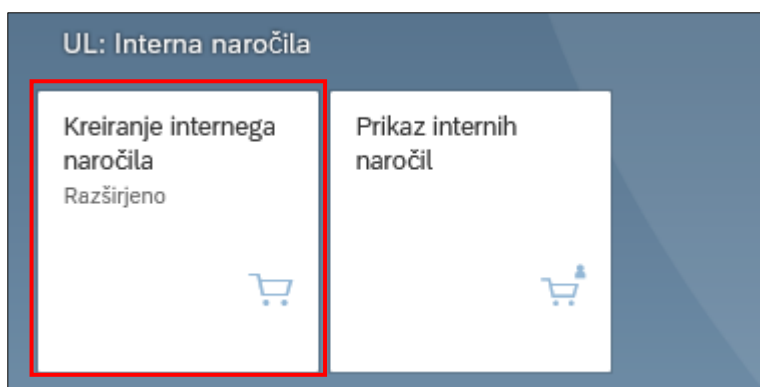 UL: Interna naročila
Kreiranje internega
naročila
Razširjeno
Prikaz internih
naročil